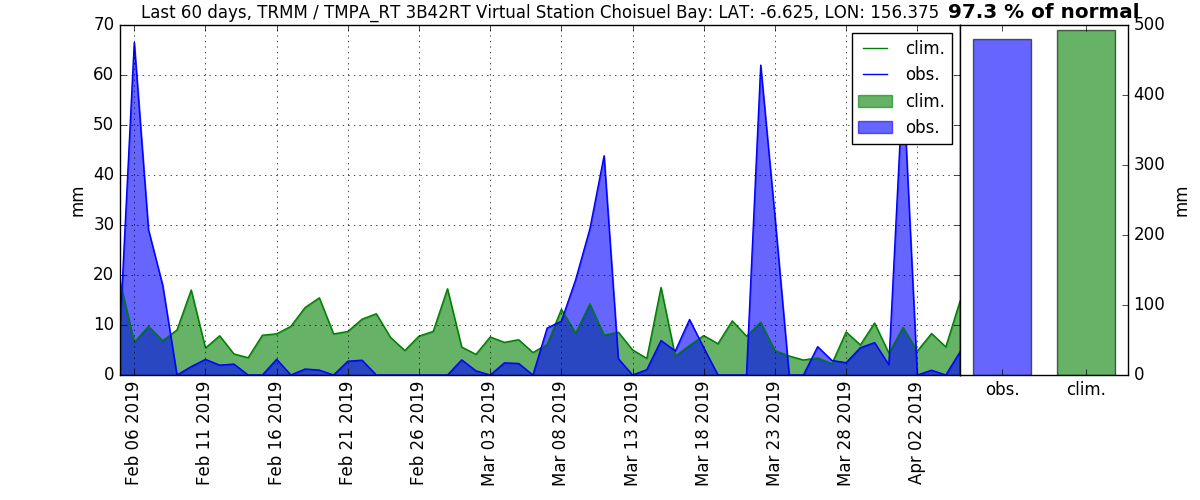 Last 60 days, TRMM / TMPA_RT 3B42RT Virtual Station Choisuel Bay: LAT: -6.625, LON: 156.375
97.3 % of normal
70
60
50
40
30
20
10
0
mm
clim.
obs.
clim.
obs.
500
400
300
200
100
0
mm
obs.
clim.
Feb 06 2019
Feb 11 2019
Feb 16 2019
Feb 21 2019
Feb 26 2019
Mar 03 2019
Mar 08 2019
Mar 13 2019
Mar 18 2019
Mar 23 2019
Mar 28 2019
Apr 02 2019